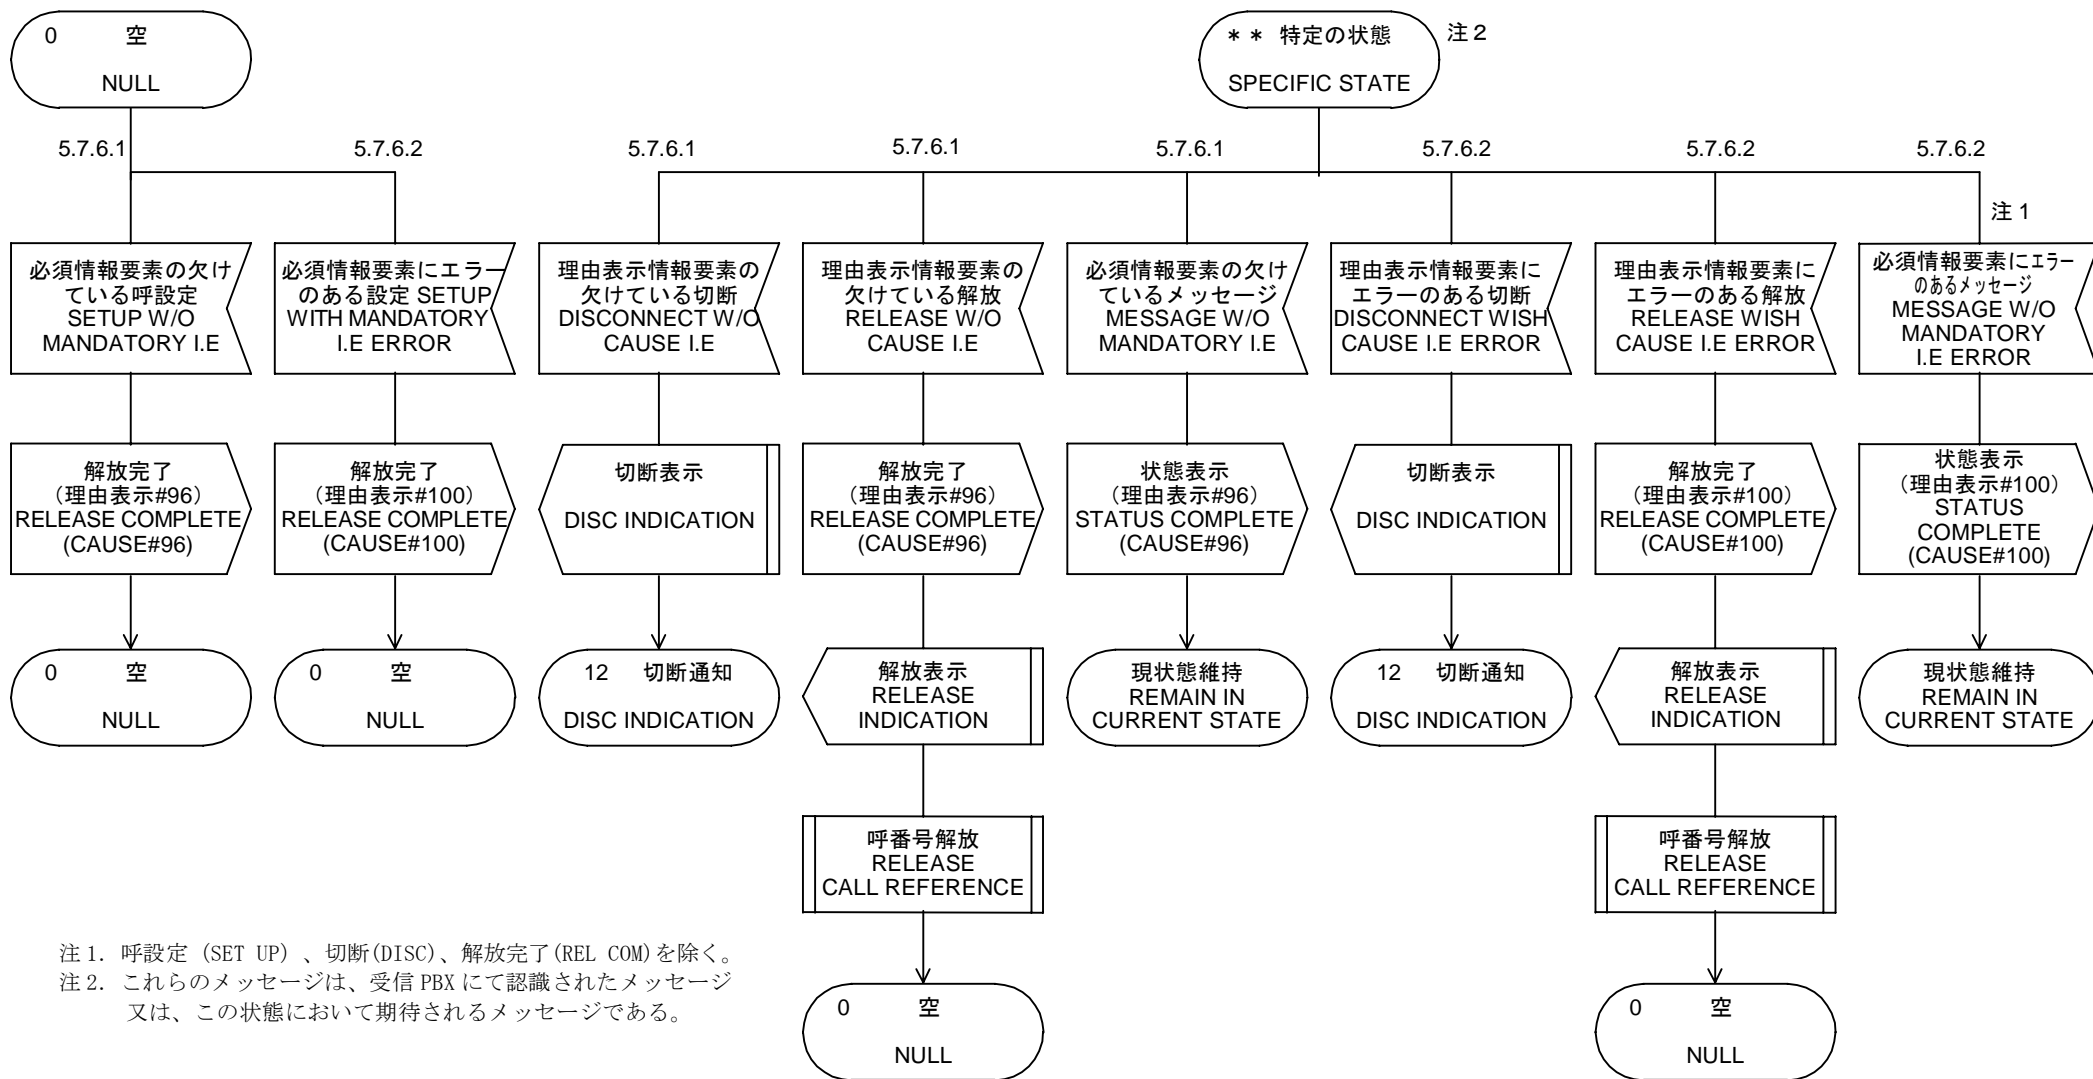 0 空
NULL
＊＊ 特定の状態
SPECIFIC STATE
注２
5.7.6.1
5.7.6.2
5.7.6.1
5.7.6.1
5.7.6.1
5.7.6.2
5.7.6.2
5.7.6.2
注１
必須情報要素の欠け
ている呼設定
SETUP W/O
MANDATORY I.E
必須情報要素にエラー
のある設定 SETUP
WITH MANDATORY
I.E ERROR
理由表示情報要素の
欠けている切断
DISCONNECT W/O
CAUSE I.E
理由表示情報要素の
欠けている解放
RELEASE W/O
CAUSE I.E
必須情報要素の欠け
ているメッセージ
MESSAGE W/O
MANDATORY I.E
理由表示情報要素に
エラーのある切断
DISCONNECT WISH
CAUSE I.E ERROR
理由表示情報要素に
エラーのある解放
RELEASE WISH
CAUSE I.E ERROR
必須情報要素にエラー
のあるメッセージ
MESSAGE W/O
MANDATORY
I.E ERROR
解放完了
（理由表示#96）
RELEASE COMPLETE
(CAUSE#96)
解放完了
（理由表示#100）
RELEASE COMPLETE
(CAUSE#100)
切断表示
DISC INDICATION
解放完了
（理由表示#96）
RELEASE COMPLETE
(CAUSE#96)
状態表示
（理由表示#96）
STATUS COMPLETE
(CAUSE#96)
切断表示
DISC INDICATION
解放完了
（理由表示#100）
RELEASE COMPLETE
(CAUSE#100)
状態表示
（理由表示#100）
STATUS
COMPLETE
(CAUSE#100)
0 空
NULL
0 空
NULL
12 切断通知
DISC INDICATION
解放表示
RELEASE
INDICATION
現状態維持
REMAIN IN
CURRENT STATE
12 切断通知
DISC INDICATION
解放表示
RELEASE
INDICATION
現状態維持
REMAIN IN
CURRENT STATE
呼番号解放
RELEASE
CALL REFERENCE
呼番号解放
RELEASE
CALL REFERENCE
0 空
NULL
0 空
NULL
注１．呼設定（SET UP）、切断(DISC)、解放完了(REL COM)を除く。
注２．これらのメッセージは、受信 PBX にて認識されたメッセージ
又は、この状態において期待されるメッセージである。